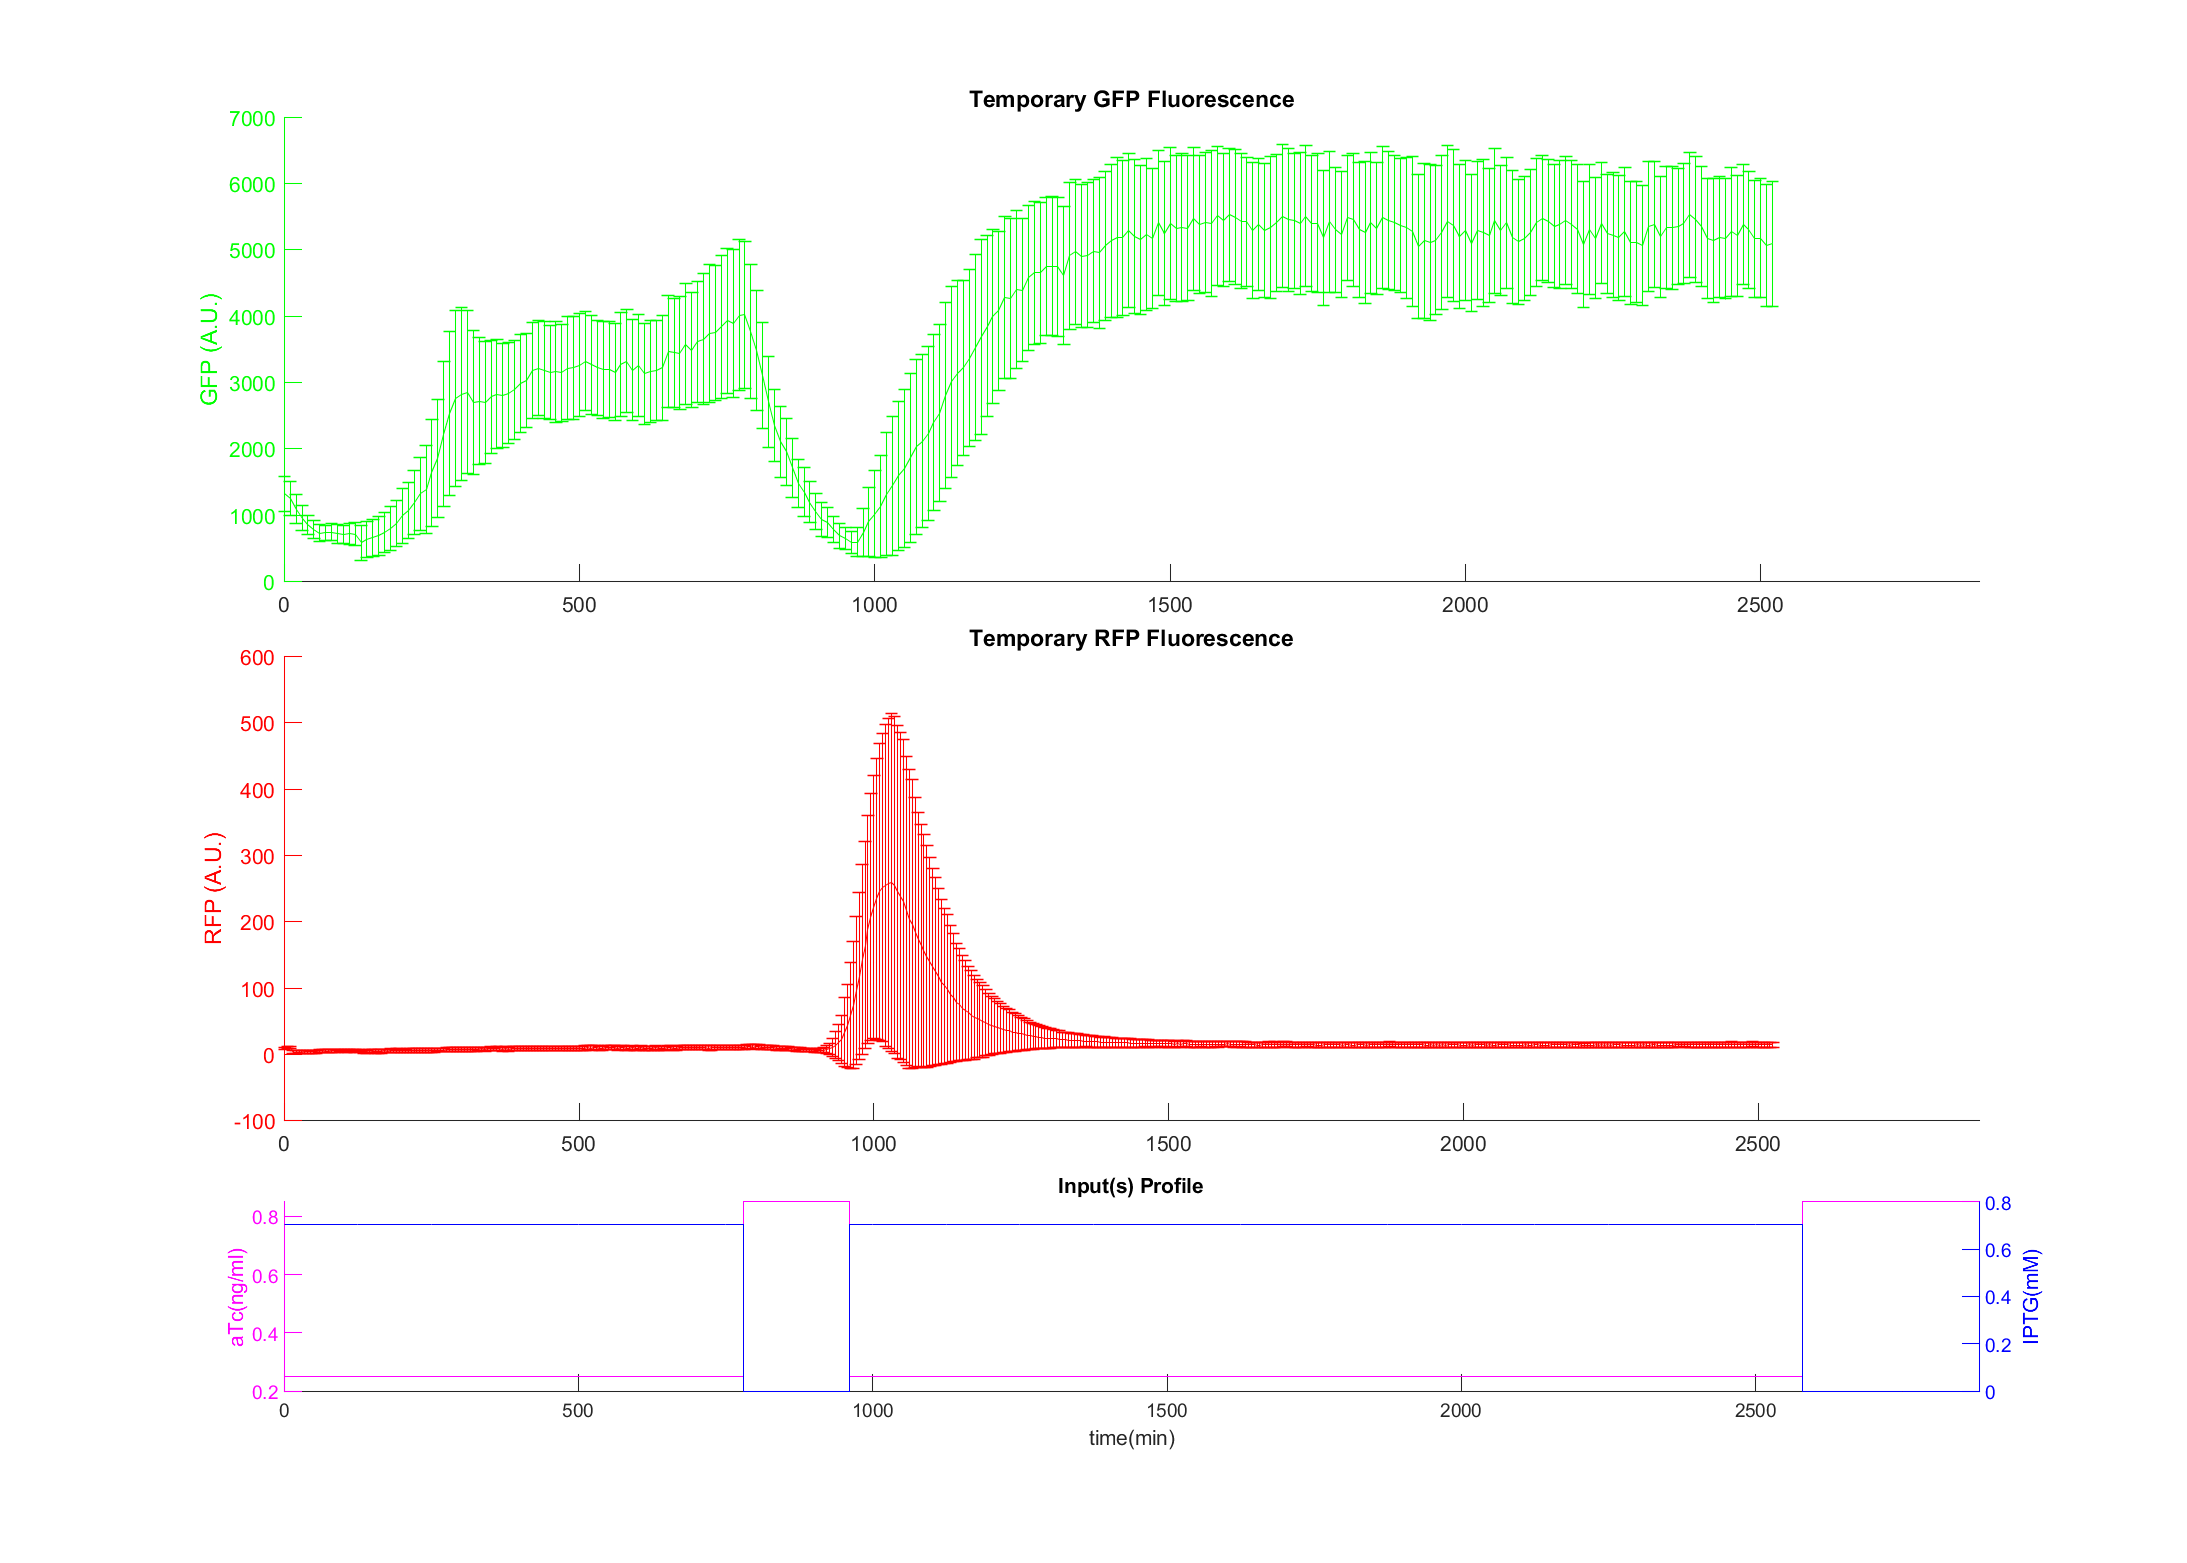 Temporary GFP Fluorescence
7000
6000
5000
4000
3000
2000
1000
0
GFP (A.U.)
0 500 1000 1500 2000 2500
Temporary RFP Fluorescence
600
500
400
300
200
100
0
-100
RFP (A.U.)
0 500 1000 1500 2000 2500
Input(s) Profile
0.8
0.6
0.4
0.2
aTc(ng/ml)
0.8
0.6
0.4
0.2
0
IPTG(mM)
0 500 1000 1500 2000 2500
time(min)